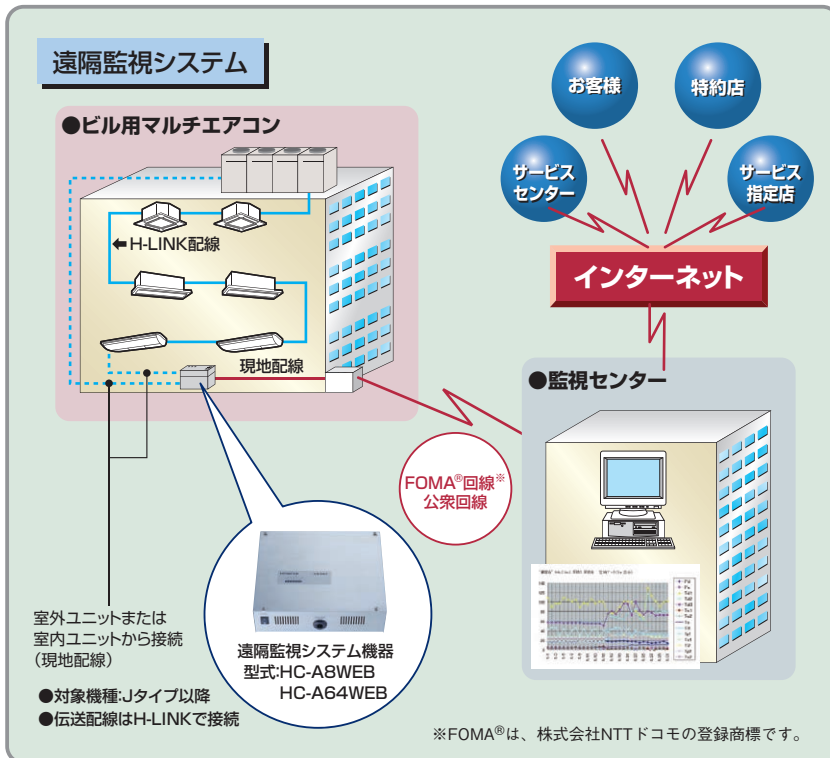 遠隔監視システム
●ビル用マルチエアコン
←H-LINK配線
現地配線
お客様
特約店
サービス
センター
サービス
指定店
インターネット
●監視センター
FOMA®回線※
公衆回線
室外ユニットまたは
室内ユニットから接続
(現地配線)
●対象機種:Jタイプ以降
●伝送配線はH-LINKで接続
遠隔監視システム機器
型式:HC-A8WEB
HC-A64WEB
※FOMA®は、株式会社NTTドコモの登録商標です。